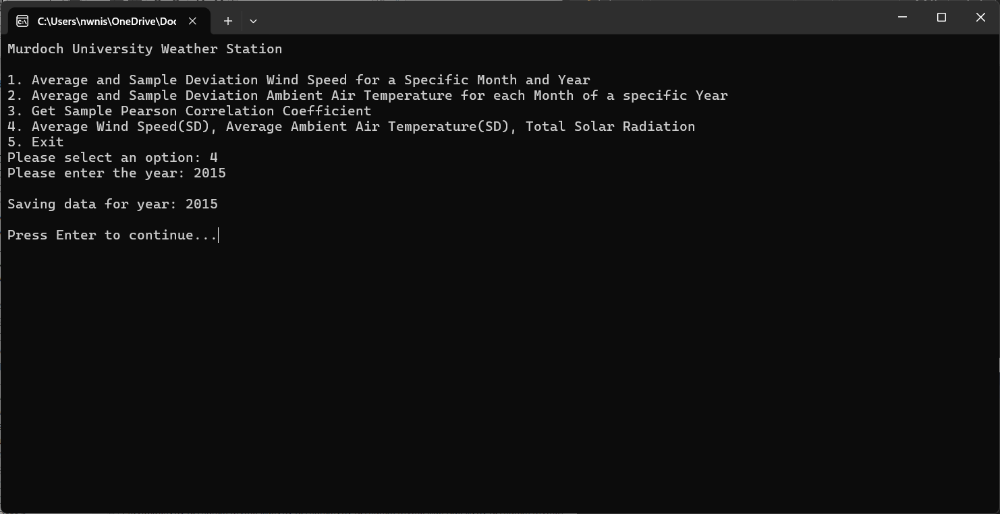 C:\Users\nwnis\OneDrive\Doc
Murdoch University Weather Station
1. Average and Sample Deviation Wind Speed for a Specific Month and Year
2. Average and Sample Deviation Ambient Air Temperature for each Month of a specific Year
3. Get Sample Pearson Correlation Coefficient
4. Average Wind Speed(SD), Average Ambient Air Temperature(SD), Total Solar Radiation
5. Exit
Please select an option: 4
Please enter the year: 2015
Saving data for year: 2015
Press Enter to continue...